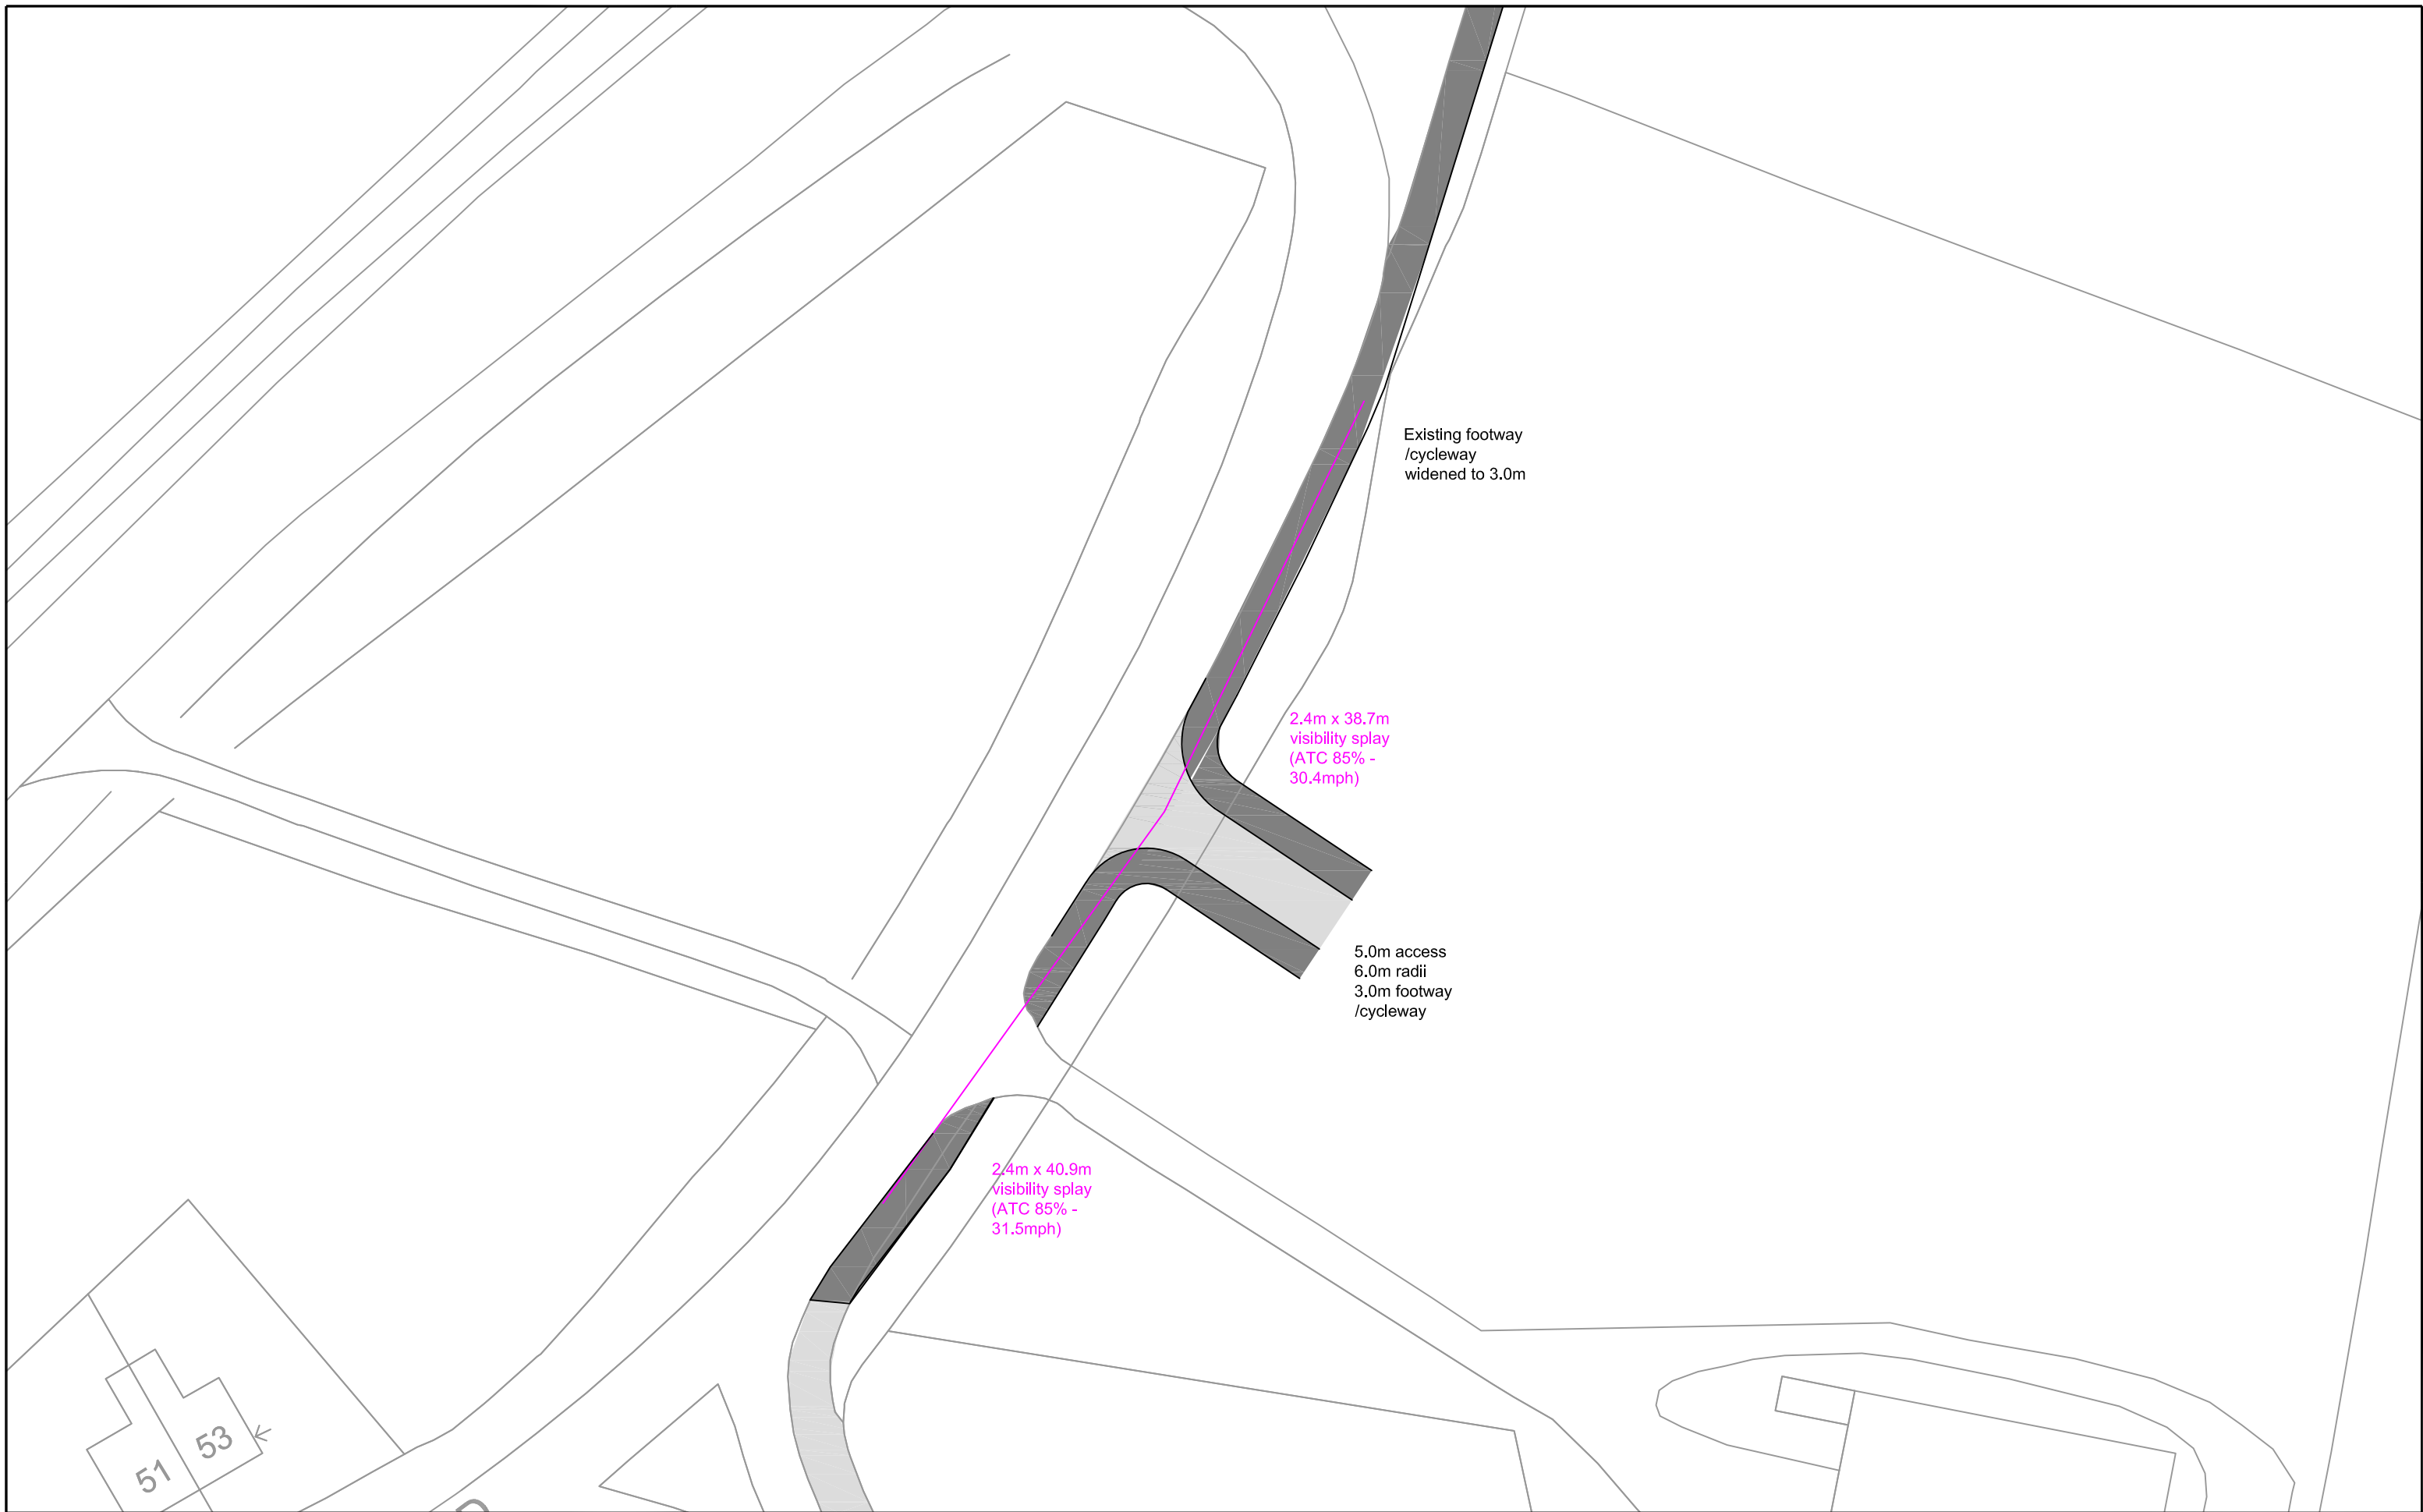 Existing footway
/cycleway
widened to 3.0m
2.4m x 38.7m
visibility splay
(ATC 85% -
30.4mph)
5.0m access
6.0m radii
3.0m footway
/cycleway
2.4m x 40.9m
visibility splay
(ATC 85% -
31.5mph)
53
51